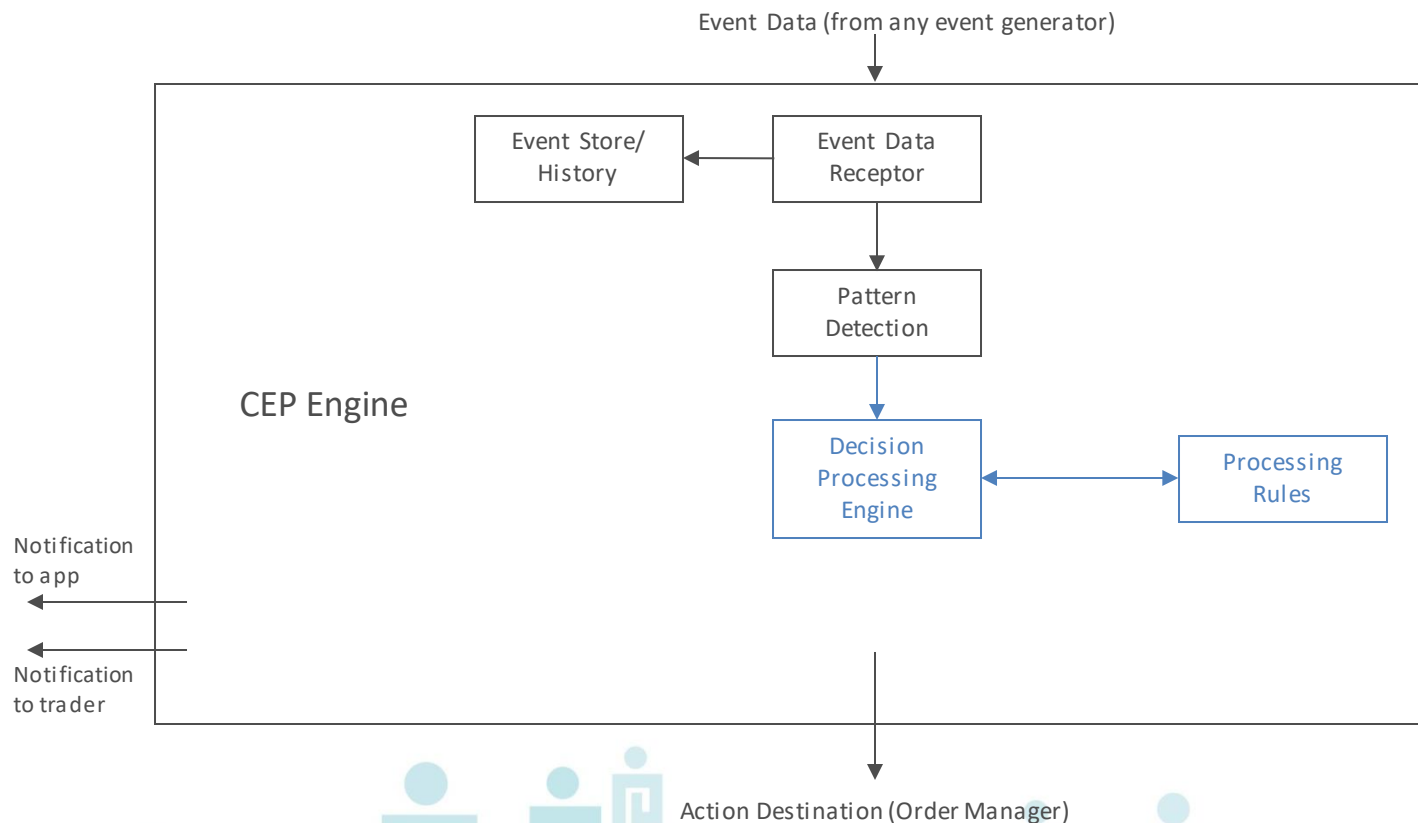 Event Data (from any event generator)
Event Store/
History
Event Data
Receptor
Pattern
Detection
CEP Engine
Decision
Processing
Engine
Processing
Rules
Notification
to app
Notification
to trader
Action Destination (Order Manager)